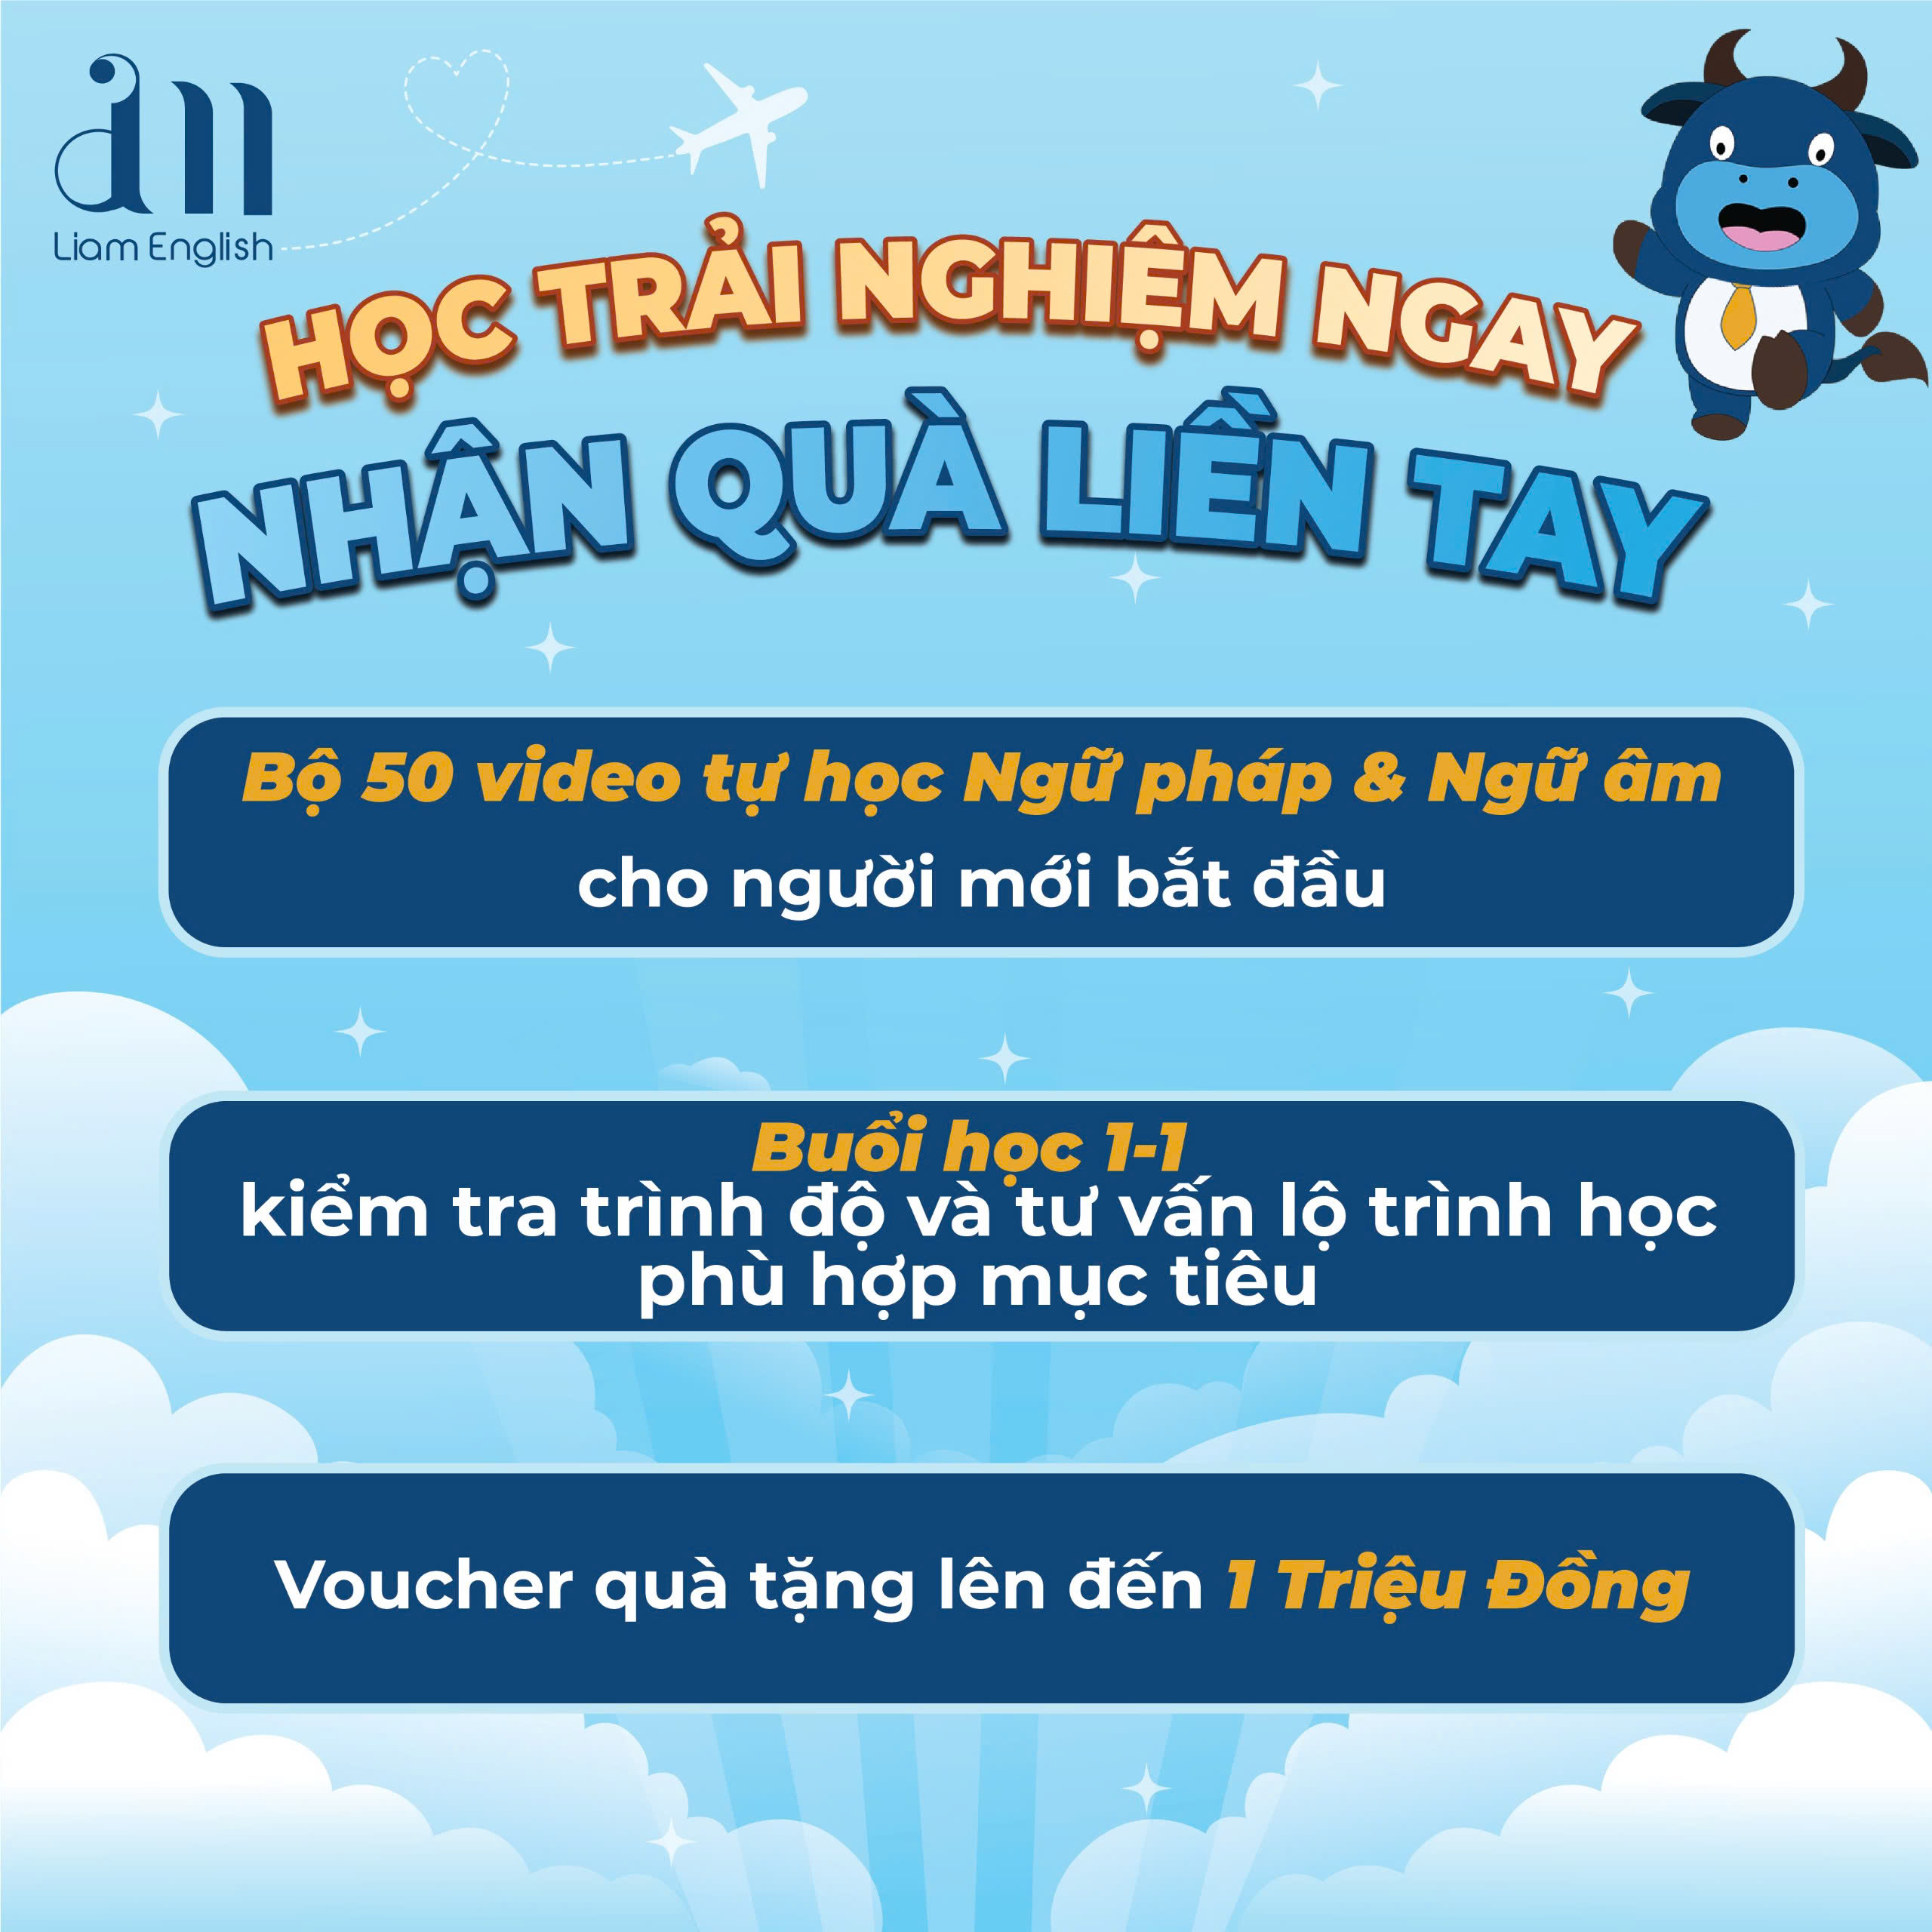 Liam English
HỌC TRẢI NGHIỆM NGAY
NHẬN QUÀ LIỀN TAY
Bộ 50 video tự học Ngữ pháp & Ngữ âm
cho người mới bắt đầu
Buổi học 1-1
kiểm tra trình độ và tư vấn lộ trình học
phù hợp mục tiêu
Voucher quà tặng lên đến 1 Triệu Đồng